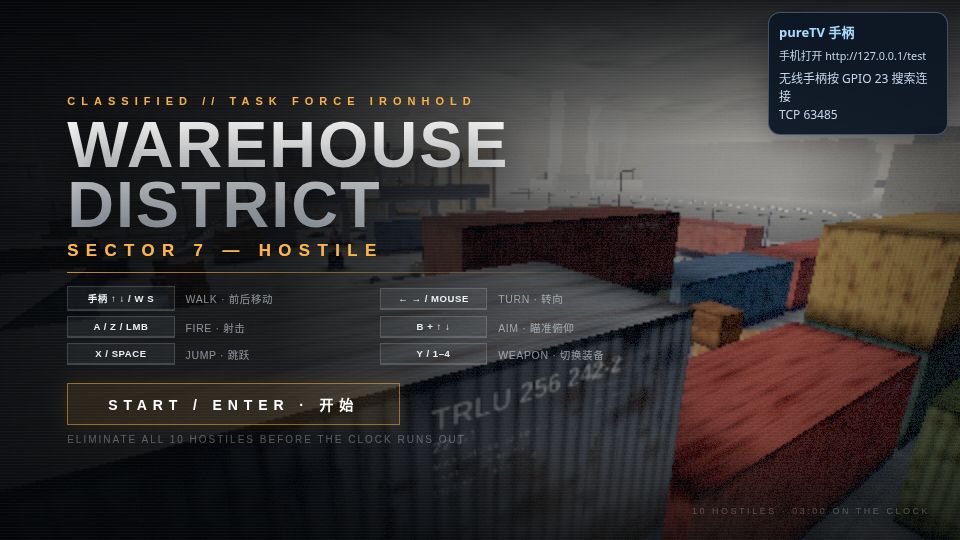 CLASSIFIED // TASK FORCE IRONHOLD
WAREHOUSE
DISTRICT
SECTOR 7 — HOSTILE
手柄 ↑ ↓ / W S WALK · 前后移动
← → / MOUSE TURN · 转向
A / Z / LMB FIRE · 射击
B + ↑ ↓ AIM · 瞄准俯仰
X / SPACE JUMP · 跳跃
Y / 1–4 WEAPON · 切换装备
START / ENTER · 开始
ELIMINATE ALL 10 HOSTILES BEFORE THE CLOCK RUNS OUT
pureTV 手柄
手机打开 http://127.0.0.1/test
无线手柄按 GPIO 23 搜索连
接
TCP 63485
TRLU 256 242-2
10 HOSTILES · 03:00 ON THE CLOCK